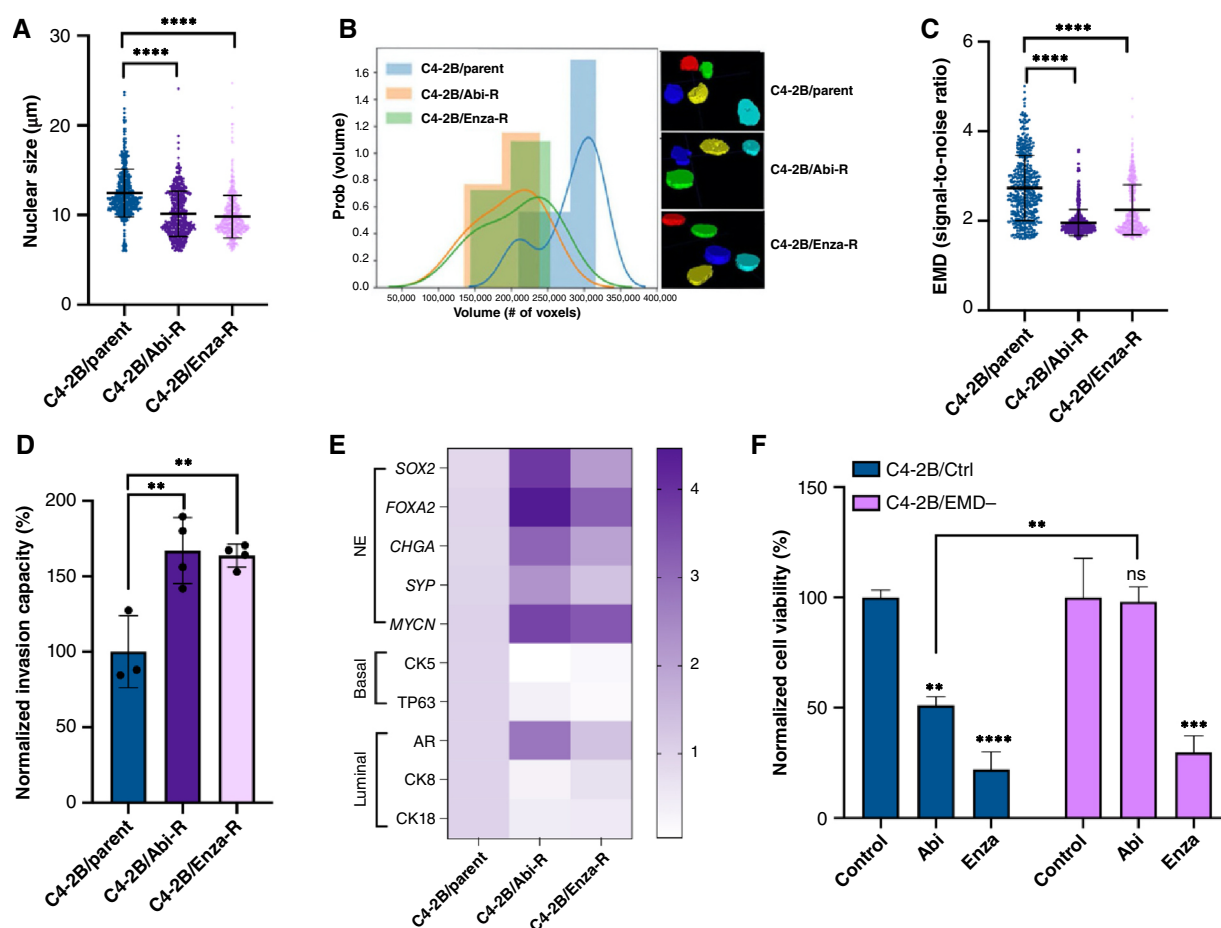 A
Nuclear size (µm)
30
20
10
0
****
****
C4-2B/parent
C4-2B/Abi-R
C4-2B/Enza-R
B
Prob (volume)
1.6
1.4
1.2
1.0
0.8
0.6
0.4
0.2
0.0
C4-2B/parent
C4-2B/Abi-R
C4-2B/Enza-R
50,000 100,000 150,000 200,000 250,000 300,000 350,000 400,000
Volume (# of voxels)
C4-2B/parent
C4-2B/Abi-R
C4-2B/Enza-R
C
EMD (signal-to-noise ratio)
6
4
2
0
****
****
C4-2B/parent
C4-2B/Abi-R
C4-2B/Enza-R
D
Normalized invasion capacity (%)
200
150
100
50
0
**
**
C4-2B/parent
C4-2B/Abi-R
C4-2B/Enza-R
E
NE
SOX2
FOXA2
CHGA
SYP
MYCN
Basal
CK5
TP63
Luminal
AR
CK8
CK18
4
3
2
1
C4-2B/parent
C4-2B/Abi-R
C4-2B/Enza-R
F
C4-2B/Ctrl
C4-2B/EMD–
Normalized cell viability (%)
150
100
50
0
**
ns
**
****
***
Control
Abi
Enza
Control
Abi
Enza